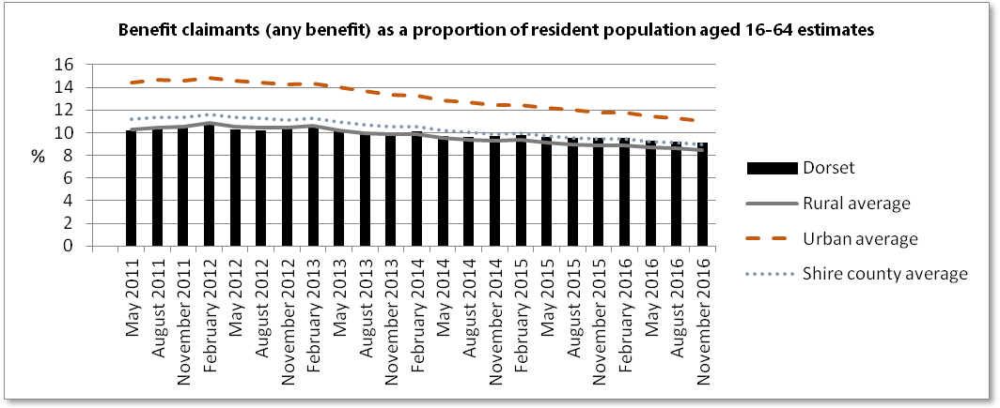 Benefit claimants (any benefit) as a proportion of resident population aged 16-64 estimates
16
14
12
10
8
6
4
2
0
%
May 2011
August 2011
November 2011
February 2012
May 2012
August 2012
November 2012
February 2013
May 2013
August 2013
November 2013
February 2014
May 2014
August 2014
November 2014
February 2015
May 2015
August 2015
November 2015
February 2016
May 2016
August 2016
November 2016
Dorset
Rural average
Urban average
Shire county average